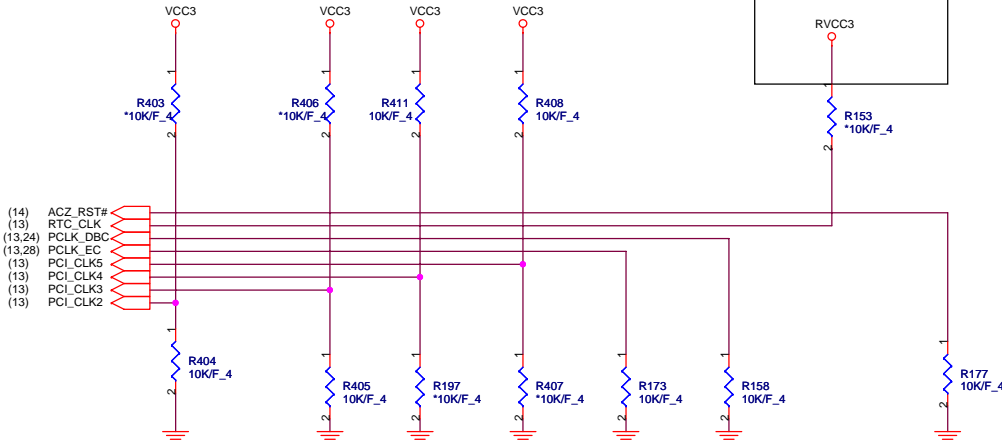 VCC3 VCC3 VCC3 VCC3
RVCC3
1 1 1 1 1
R403 R406 R411 R408
*10K/F_4 *10K/F_4 10K/F_4 10K/F_4
R153
*10K/F_4
2 2 2 2 2
(14) ACZ_RST#
(13) RTC_CLK
(13,24) PCLK_DBC
(13,28) PCLK_EC
(13) PCI_CLK5
(13) PCI_CLK4
(13) PCI_CLK3
(13) PCI_CLK2
1 1 1 1 1 1 1
R404
10K/F_4
R405 R197 R407 R173 R158
10K/F_4 *10K/F_4 *10K/F_4 10K/F_4 10K/F_4
R177
10K/F_4
2 2 2 2 2 2 2